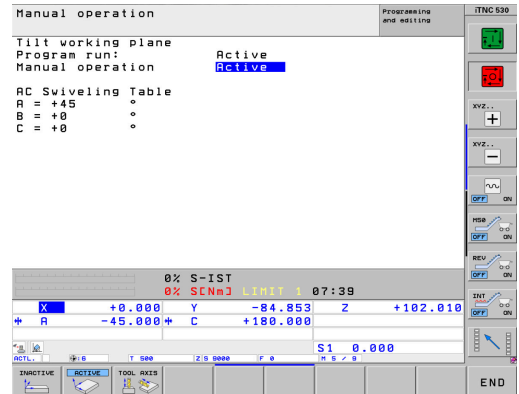 Manual operation
Programming
and editing
iTNC 530
Tilt working plane
Program run: Active
Manual operation Active
AC Swiveling Table
A = +45 °
B = +0 °
C = +0 °
XYZ..
+
XYZ..
−
OFF ON
M50
OFF ON
REV
OFF ON
INT
OFF ON
0% S-IST
0% S[Nm] LIMIT 1 07:39
X +0.000 Y -84.853 Z +102.010
A -45.000 C +180.000
S1 0.000
ACTL. :6 T 500 Z S 5000 F 0 M 5 / 9
INACTIVE ACTIVE TOOL AXIS END